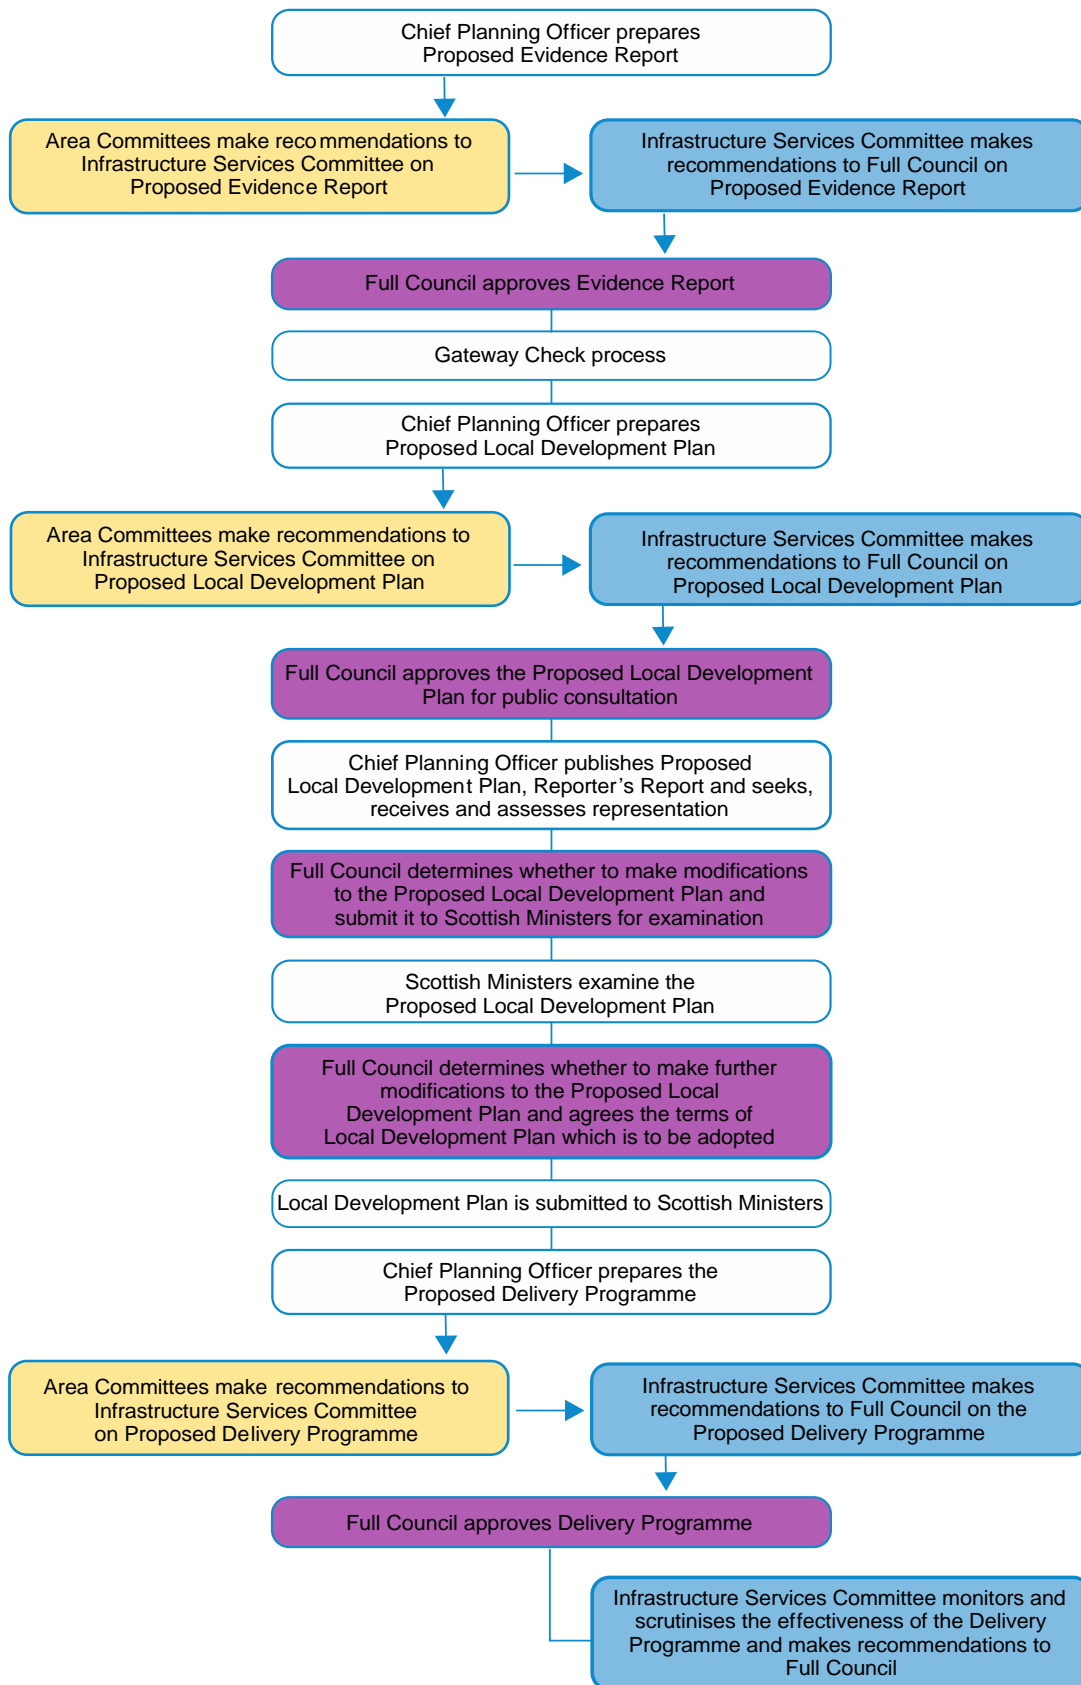 Chief Planning Officer prepares
Proposed Evidence Report
Area Committees make recommendations to
Infrastructure Services Committee on
Proposed Evidence Report
Infrastructure Services Committee makes
recommendations to Full Council on
Proposed Evidence Report
Full Council approves Evidence Report
Gateway Check process
Chief Planning Officer prepares
Proposed Local Development Plan
Area Committees make recommendations to
Infrastructure Services Committee on
Proposed Local Development Plan
Infrastructure Services Committee makes
recommendations to Full Council on
Proposed Local Development Plan
Full Council approves the Proposed Local Development
Plan for public consultation
Chief Planning Officer publishes Proposed
Local Development Plan, Reporter’s Report and seeks,
receives and assesses representation
Full Council determines whether to make modifications
to the Proposed Local Development Plan and
submit it to Scottish Ministers for examination
Scottish Ministers examine the
Proposed Local Development Plan
Full Council determines whether to make further
modifications to the Proposed Local
Development Plan and agrees the terms of
Local Development Plan which is to be adopted
Local Development Plan is submitted to Scottish Ministers
Chief Planning Officer prepares the
Proposed Delivery Programme
Area Committees make recommendations to
Infrastructure Services Committee
on Proposed Delivery Programme
Infrastructure Services Committee makes
recommendations to Full Council on the
Proposed Delivery Programme
Full Council approves Delivery Programme
Infrastructure Services Committee monitors and
scrutinises the effectiveness of the Delivery
Programme and makes recommendations to
Full Council